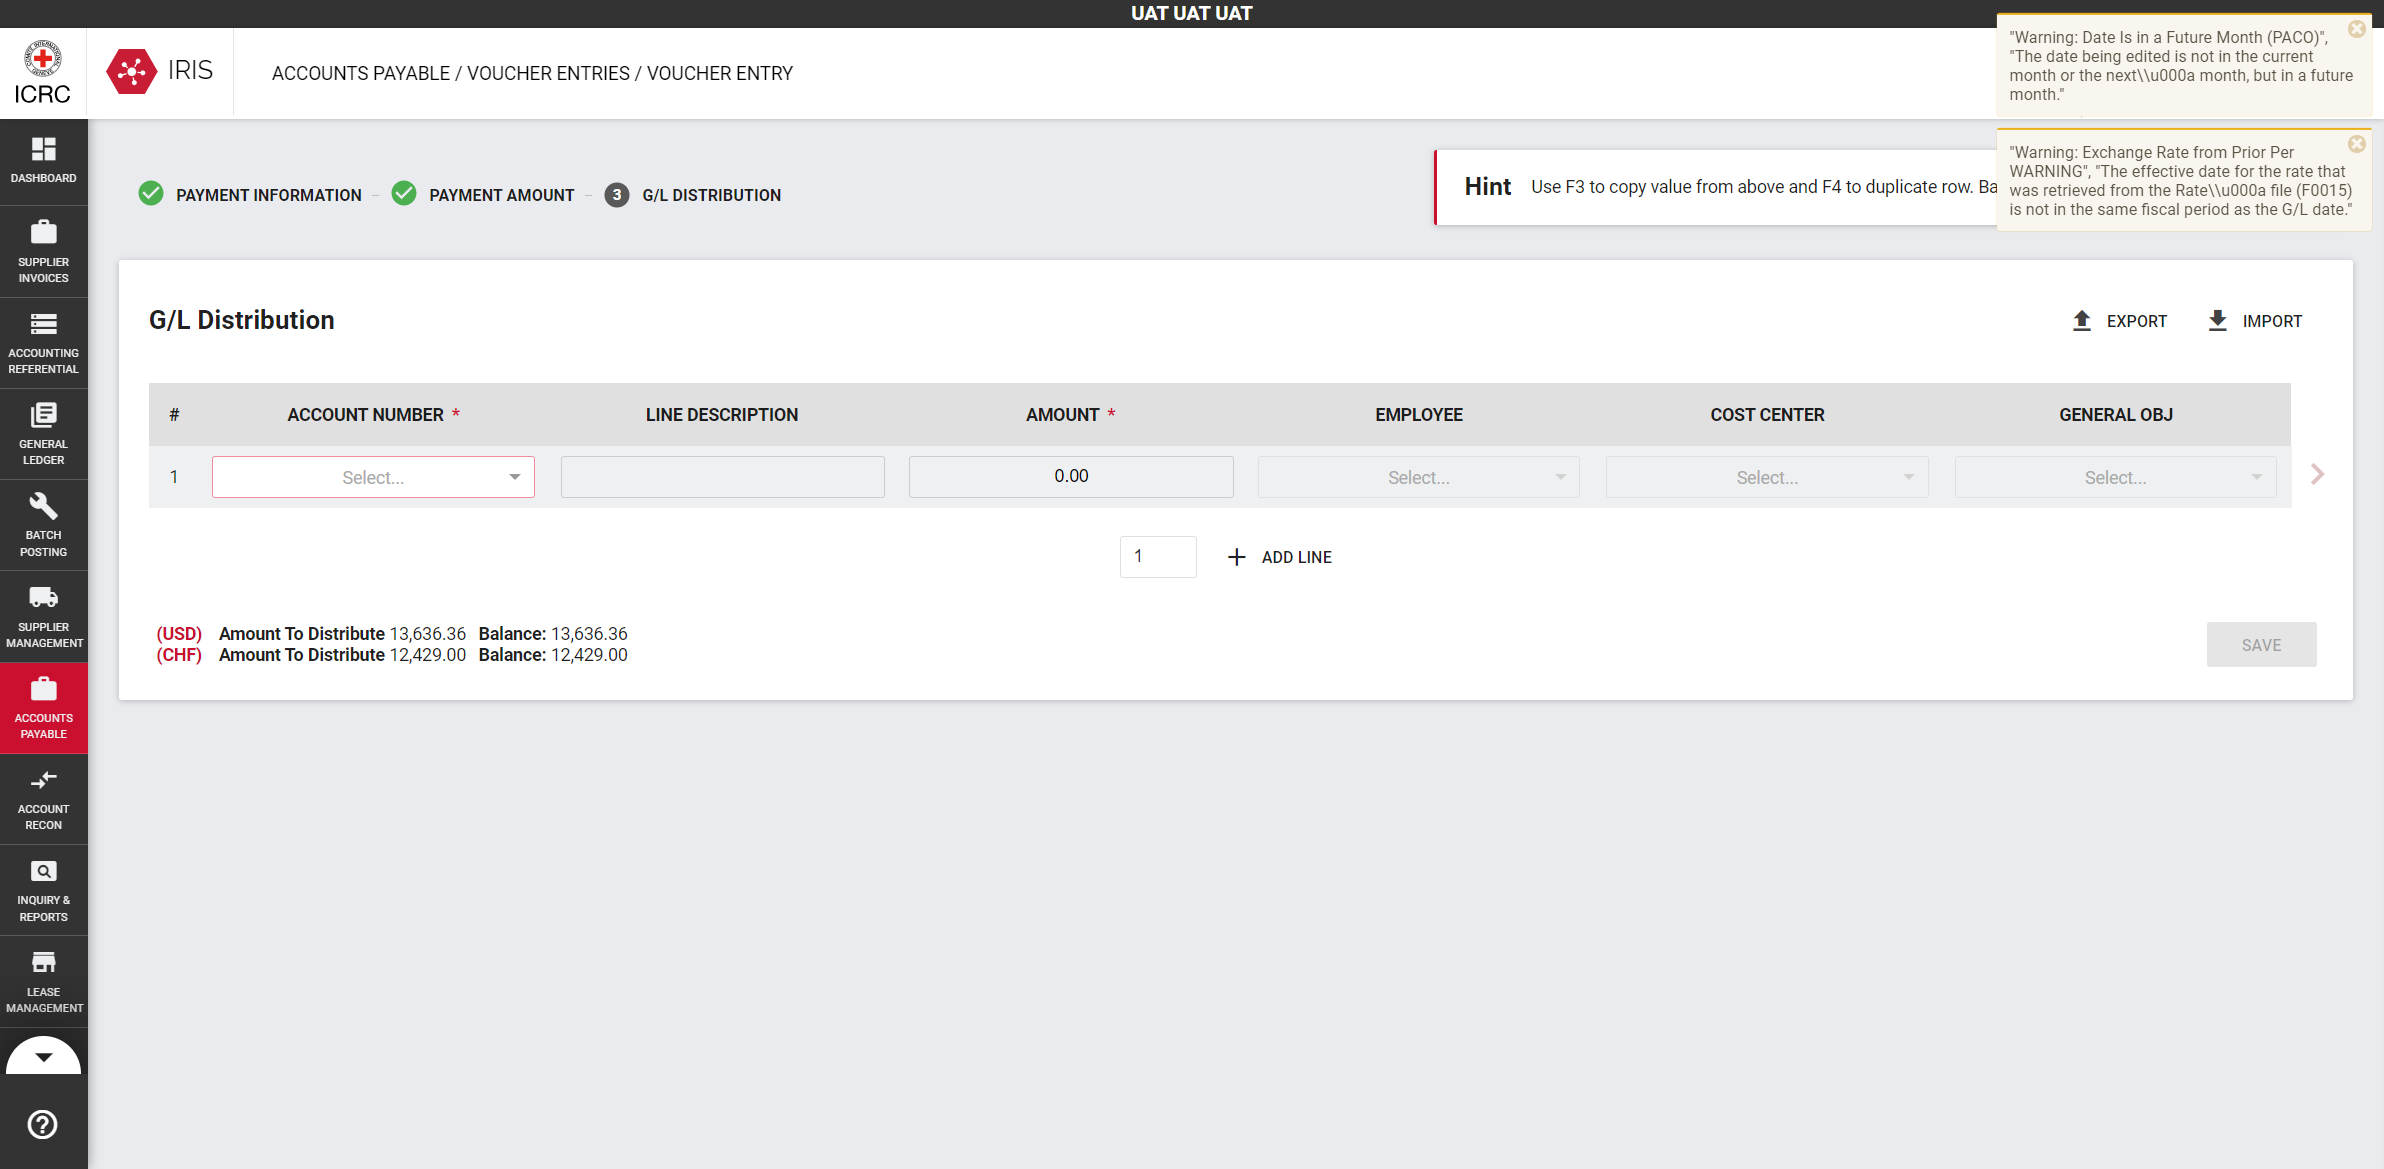 UAT UAT UAT
ICRC
IRIS
ACCOUNTS PAYABLE / VOUCHER ENTRIES / VOUCHER ENTRY
"Warning: Date Is in a Future Month (PACO)",
"The date being edited is not in the current
month or the next\\u000a month, but in a future
month."
"Warning: Exchange Rate from Prior Per
WARNING", "The effective date for the rate that
was retrieved from the Rate\\u000a file (F0015)
is not in the same fiscal period as the G/L date."
DASHBOARD
SUPPLIER
INVOICES
ACCOUNTING
REFERENTIAL
GENERAL
LEDGER
BATCH
POSTING
SUPPLIER
MANAGEMENT
ACCOUNTS
PAYABLE
ACCOUNT
RECON
INQUIRY &
REPORTS
LEASE
MANAGEMENT
PAYMENT INFORMATION
PAYMENT AMOUNT
3 G/L DISTRIBUTION
Hint Use F3 to copy value from above and F4 to duplicate row. Ba
G/L Distribution
EXPORT
IMPORT
# ACCOUNT NUMBER * LINE DESCRIPTION AMOUNT * EMPLOYEE COST CENTER GENERAL OBJ
1 Select... 0.00 Select... Select... Select...
1 + ADD LINE
(USD) Amount To Distribute 13,636.36 Balance: 13,636.36
(CHF) Amount To Distribute 12,429.00 Balance: 12,429.00
SAVE